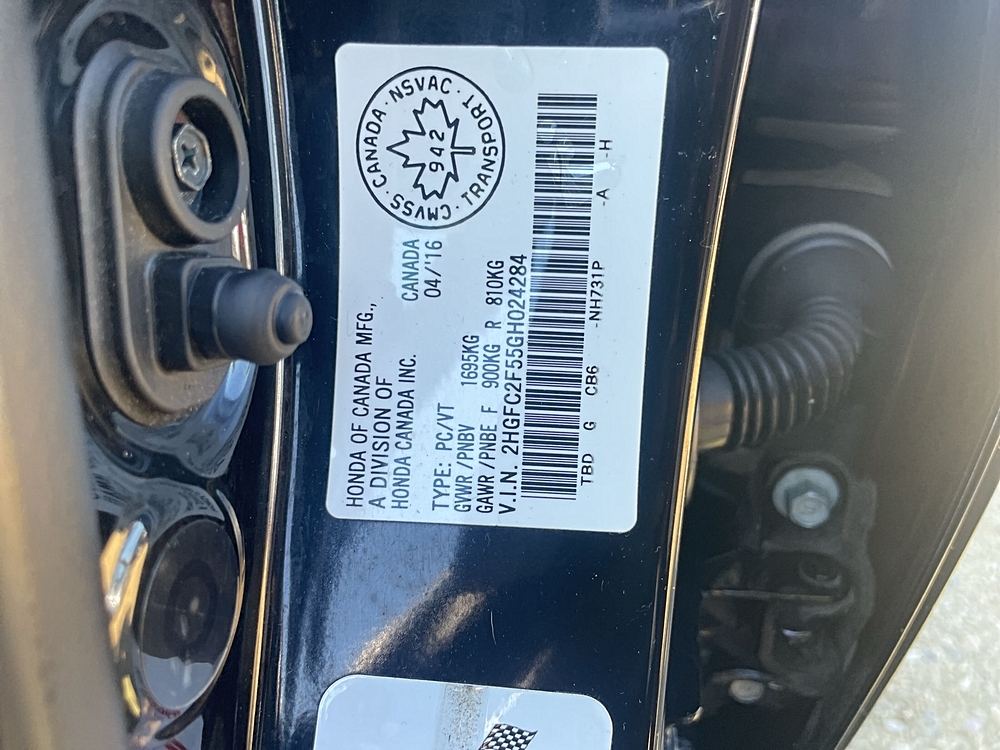 HONDA OF CANADA MFG.,
A DIVISION OF
HONDA CANADA INC.
CANADA
04/'16
CMVSS CANADA · NSVAC · TRANSPORT ·
942
TYPE: PC/VT
GVWR/PNBV 1695KG
GAWR/PNBE F 900KG R 810KG
V.I.N. 2HGFC2F55GH024284
TBD G CB6 -NH731P -A -H